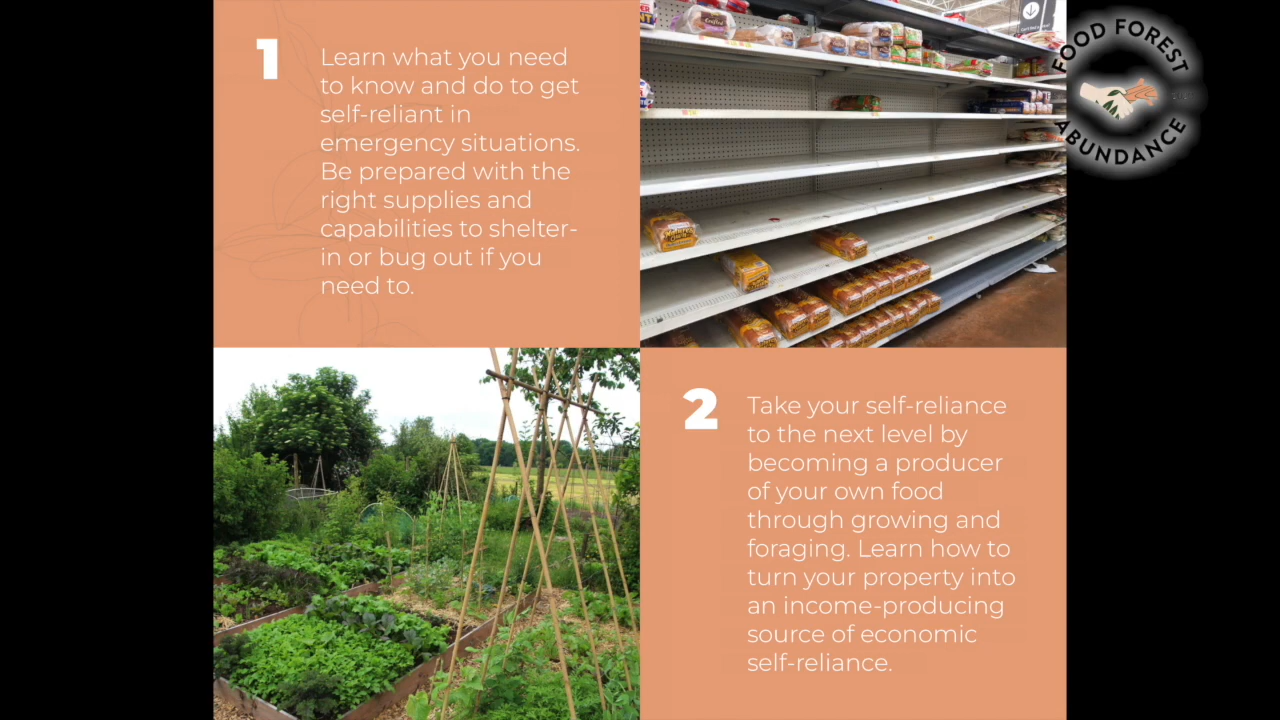 1
Learn what you need
to know and do to get
self-reliant in
emergency situations.
Be prepared with the
right supplies and
capabilities to shelter-
in or bug out if you
need to.
FOOD FOREST
ABUNDANCE
2
Take your self-reliance
to the next level by
becoming a producer
of your own food
through growing and
foraging. Learn how to
turn your property into
an income-producing
source of economic
self-reliance.